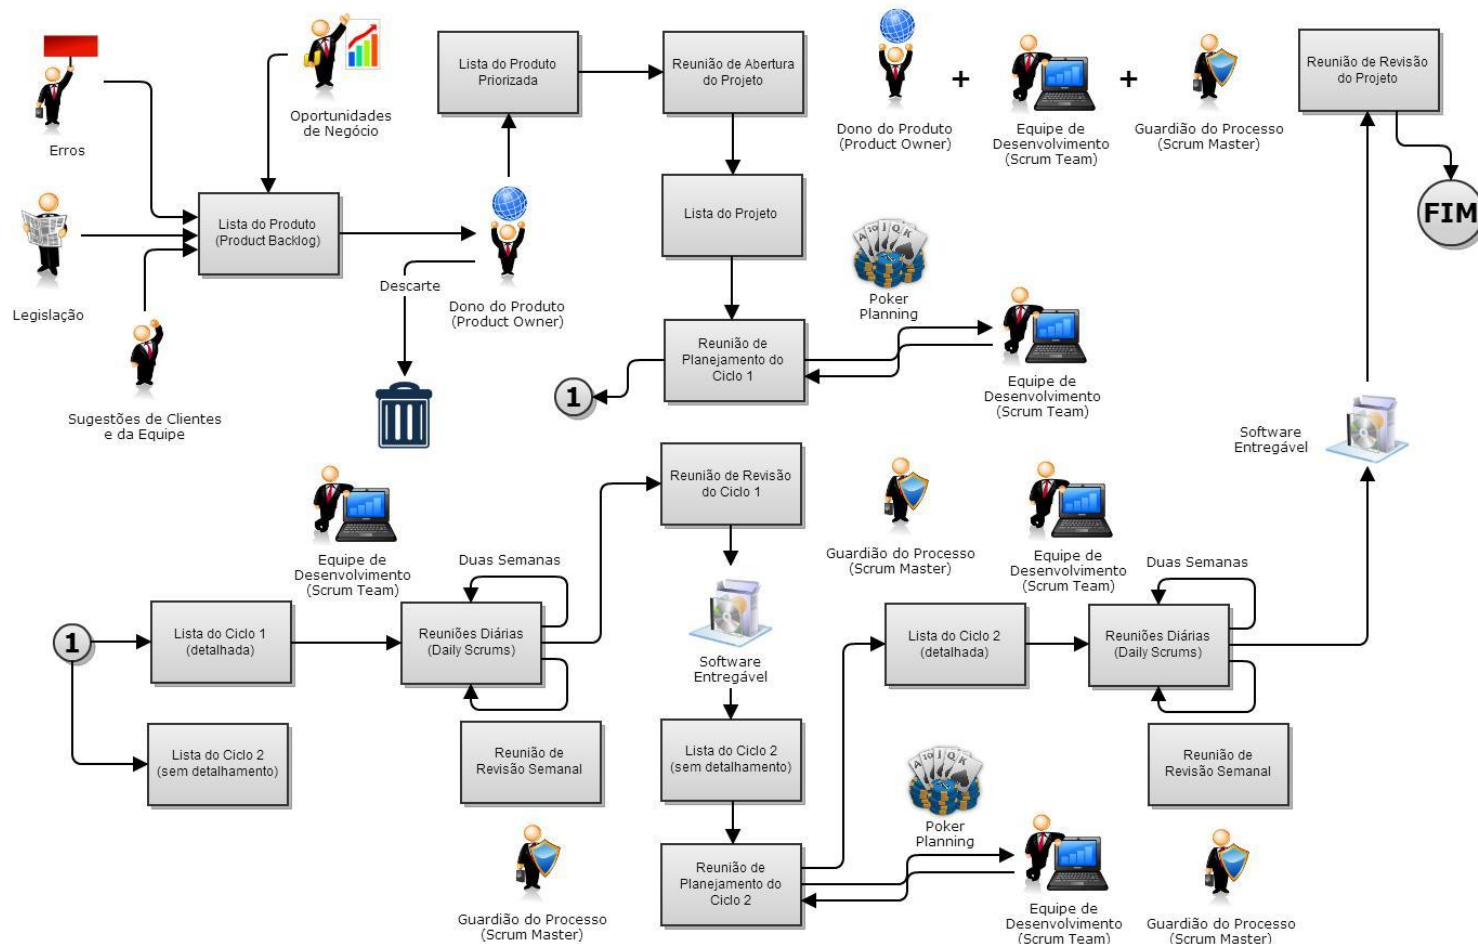 Erros
Oportunidades
de Negócio
Legislação
Sugestões de Clientes
e da Equipe
Lista do Produto
(Product Backlog)
Descarte
Dono do Produto
(Product Owner)
Lista do Produto
Priorizada
Reunião de Abertura
do Projeto
Dono do Produto
(Product Owner)
+
Equipe de
Desenvolvimento
(Scrum Team)
+
Guardião do Processo
(Scrum Master)
Reunião de Revisão
do Projeto
FIM
Lista do Projeto
A 10 J Q K
Poker
Planning
Reunião de
Planejamento do
Ciclo 1
Equipe de
Desenvolvimento
(Scrum Team)
1
Software
Entregável
1
Lista do Ciclo 1
(detalhada)
Lista do Ciclo 2
(sem detalhamento)
Equipe de
Desenvolvimento
(Scrum Team)
Duas Semanas
Reuniões Diárias
(Daily Scrums)
Reunião de
Revisão Semanal
Guardião do Processo
(Scrum Master)
Reunião de Revisão
do Ciclo 1
Software
Entregável
Lista do Ciclo 2
(sem detalhamento)
Reunião de
Planejamento do
Ciclo 2
Guardião do Processo
(Scrum Master)
Equipe de
Desenvolvimento
(Scrum Team)
Lista do Ciclo 2
(detalhada)
Duas Semanas
Reuniões Diárias
(Daily Scrums)
Reunião de
Revisão Semanal
A 10 J Q K
Poker
Planning
Equipe de
Desenvolvimento
(Scrum Team)
Guardião do Processo
(Scrum Master)